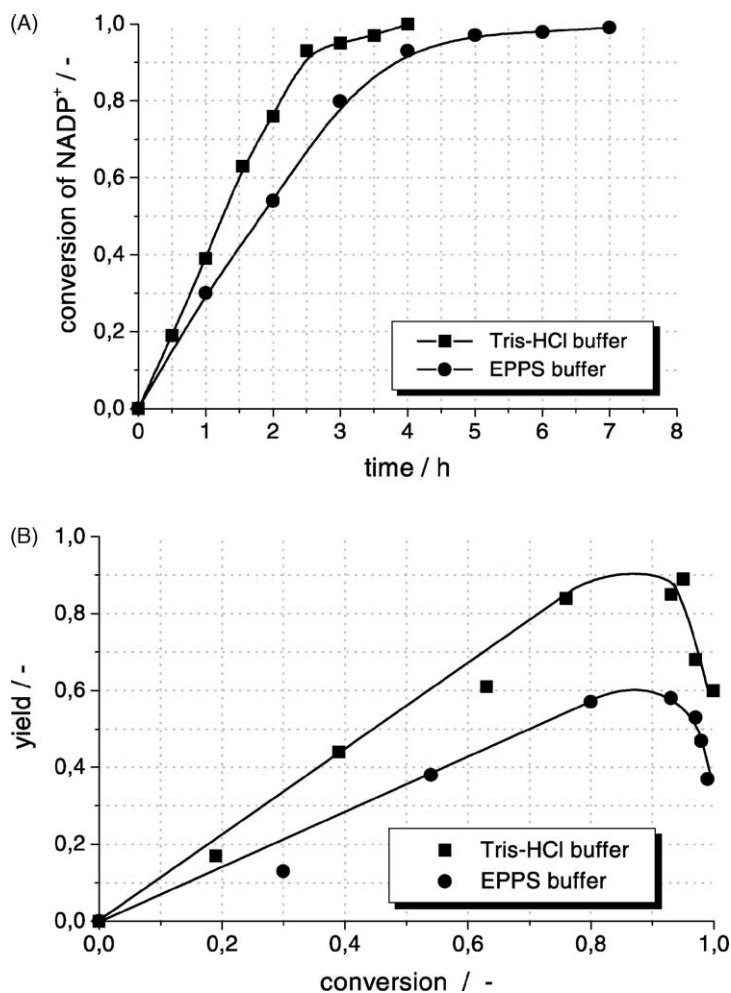 (A)
1,0
0,8
0,6
0,4
0,2
0,0
conversion of NADP⁺ / -
0 1 2 3 4 5 6 7 8
time / h
Tris-HCl buffer
EPPS buffer
(B)
1,0
0,8
0,6
0,4
0,2
0,0
yield / -
0,0 0,2 0,4 0,6 0,8 1,0
conversion / -
Tris-HCl buffer
EPPS buffer